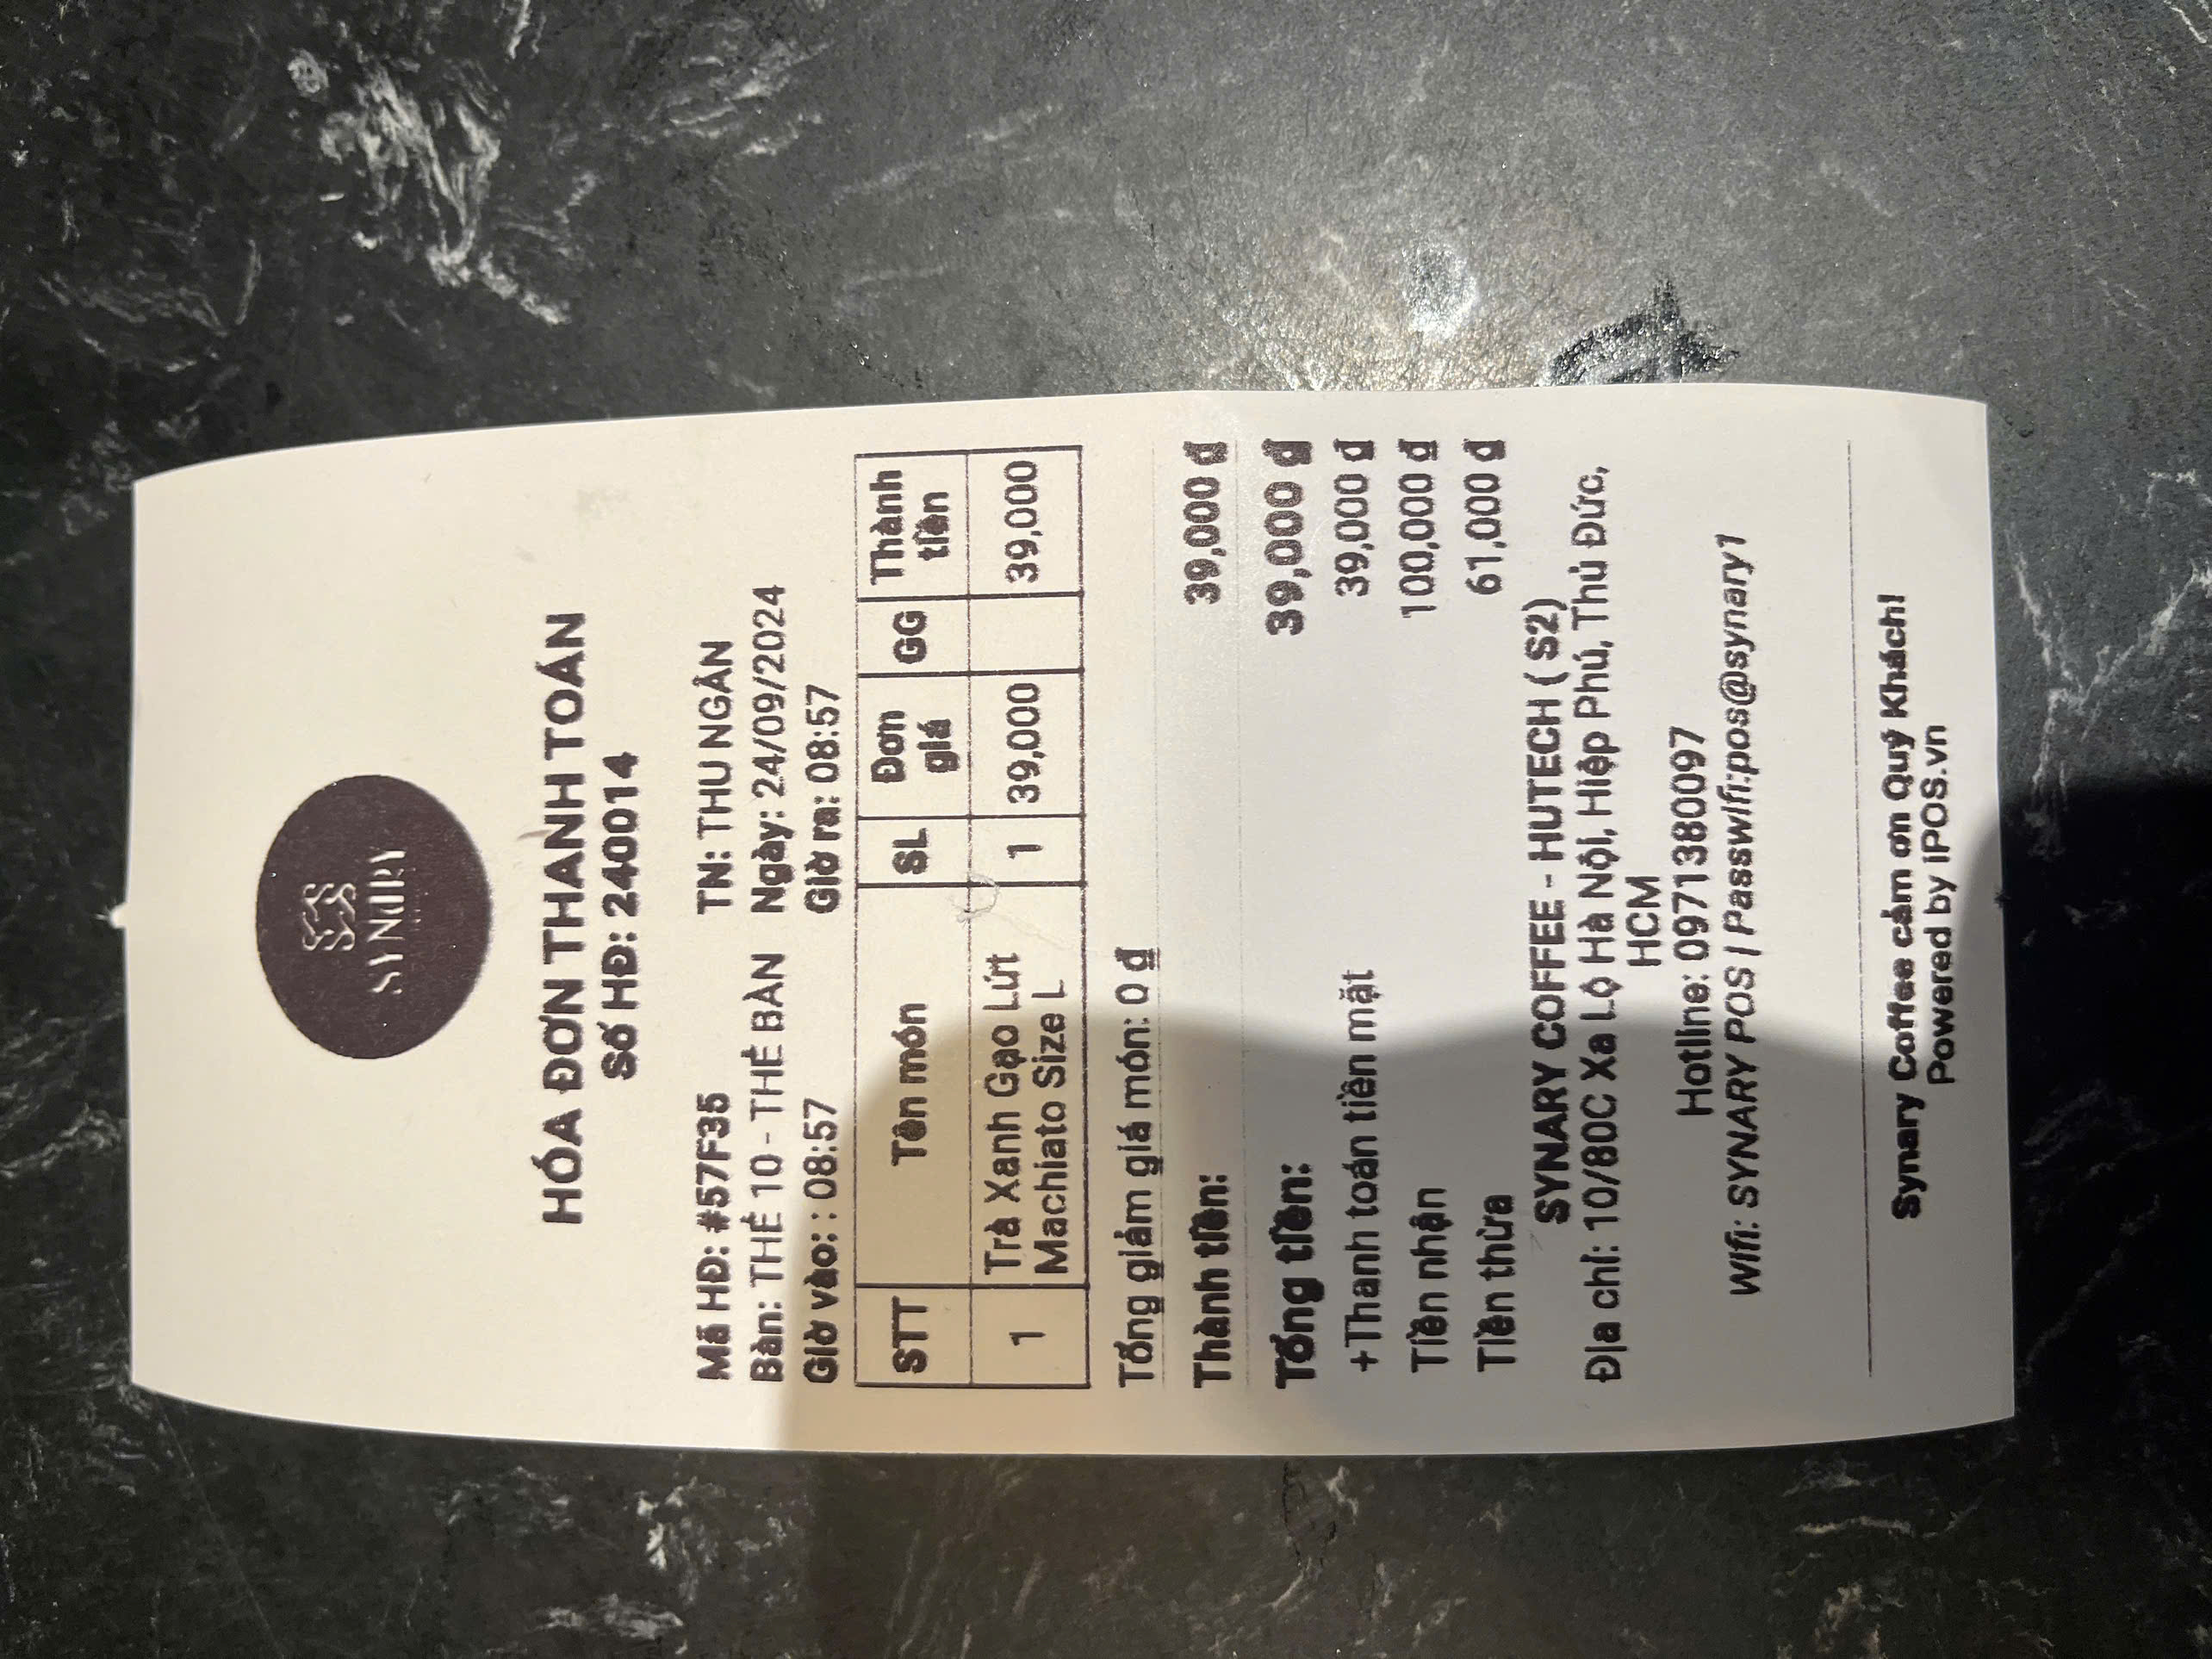 SYNARY
HÓA ĐƠN THANH TOÁN
Số HĐ: 240014
Mã HĐ: #57F35 TN: THU NGÂN
Bàn: THẺ 10 - THẺ BÀN Ngày: 24/09/2024
Giờ vào: : 08:57 Giờ ra: 08:57
STT Tên món SL Đơn giá GG Thành tiền
1 Trà Xanh Gạo Lứt 1 39,000 39,000
Machiato Size L
Tổng giảm giá món: 0 đ
Thành tiền: 39,000 đ
Tổng tiền: 39,000 đ
+Thanh toán tiền mặt 39,000 đ
Tiền nhận 100,000 đ
Tiền thừa 61,000 đ
SYNARY COFFEE - HUTECH ( S2)
Địa chỉ: 10/80C Xa Lộ Hà Nội, Hiệp Phú, Thủ Đức,
HCM
Hotline: 0971380097
Wifi: SYNARY POS | Passwifi:pos@synary1
Synary Coffee cảm ơn Quý Khách!
Powered by iPOS.vn